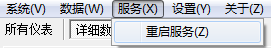 系统(V) 数据(W) 服务(X) 设置(Y) 关于(Z)
所有仪表 详细数 重启服务(Z)